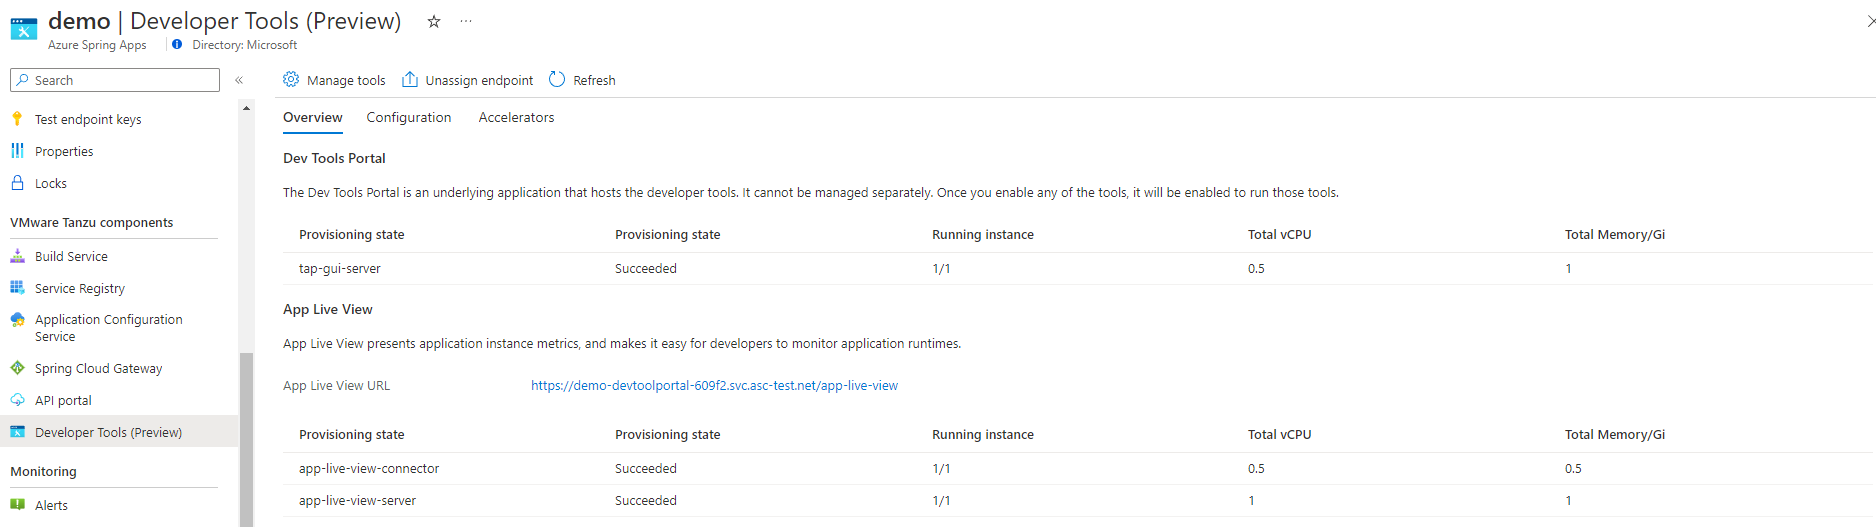 demo | Developer Tools (Preview)
Azure Spring Apps
Directory: Microsoft
Search
Test endpoint keys
Properties
Locks
VMware Tanzu components
Build Service
Service Registry
Application Configuration
Service
Spring Cloud Gateway
API portal
Developer Tools (Preview)
Monitoring
Alerts
Manage tools Unassign endpoint Refresh
Overview Configuration Accelerators
Dev Tools Portal
The Dev Tools Portal is an underlying application that hosts the developer tools. It cannot be managed separately. Once you enable any of the tools, it will be enabled to run those tools.
Provisioning state Provisioning state Running instance Total vCPU Total Memory/Gi
tap-gui-server Succeeded 1/1 0.5 1
App Live View
App Live View presents application instance metrics, and makes it easy for developers to monitor application runtimes.
App Live View URL https://demo-devtoolportal-609f2.svc.asc-test.net/app-live-view
Provisioning state Provisioning state Running instance Total vCPU Total Memory/Gi
app-live-view-connector Succeeded 1/1 0.5 0.5
app-live-view-server Succeeded 1/1 1 1